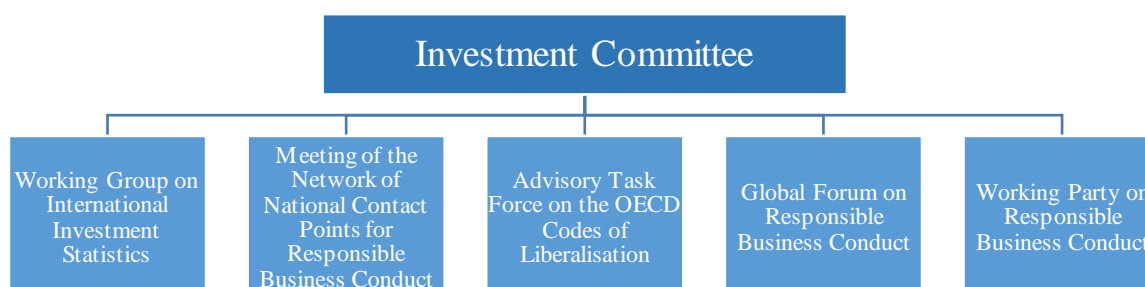 Investment Committee
Working Group on
International
Investment
Statistics
Meeting of the
Network of
National Contact
Points for
Responsible
Business Conduct
Advisory Task
Force on the OECD
Codes of
Liberalisation
Global Forum on
Responsible
Business Conduct
Working Party on
Responsible
Business Conduct